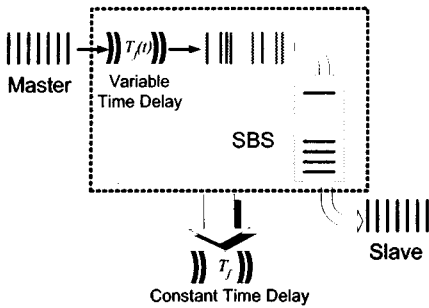 T_f(t)
Master
Variable
Time Delay
SBS
Slave
T_f
Constant Time Delay